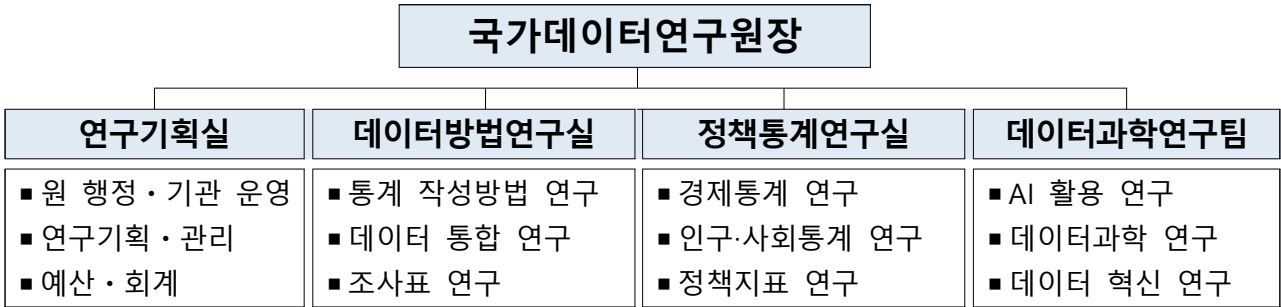 국가데이터연구원장
연구기획실
■ 원 행정・기관 운영
■ 연구기획・관리
■ 예산・회계
데이터방법연구실
■ 통계 작성방법 연구
■ 데이터 통합 연구
■ 조사표 연구
정책통계연구실
■ 경제통계 연구
■ 인구·사회통계 연구
■ 정책지표 연구
데이터과학연구팀
■ AI 활용 연구
■ 데이터과학 연구
■ 데이터 혁신 연구